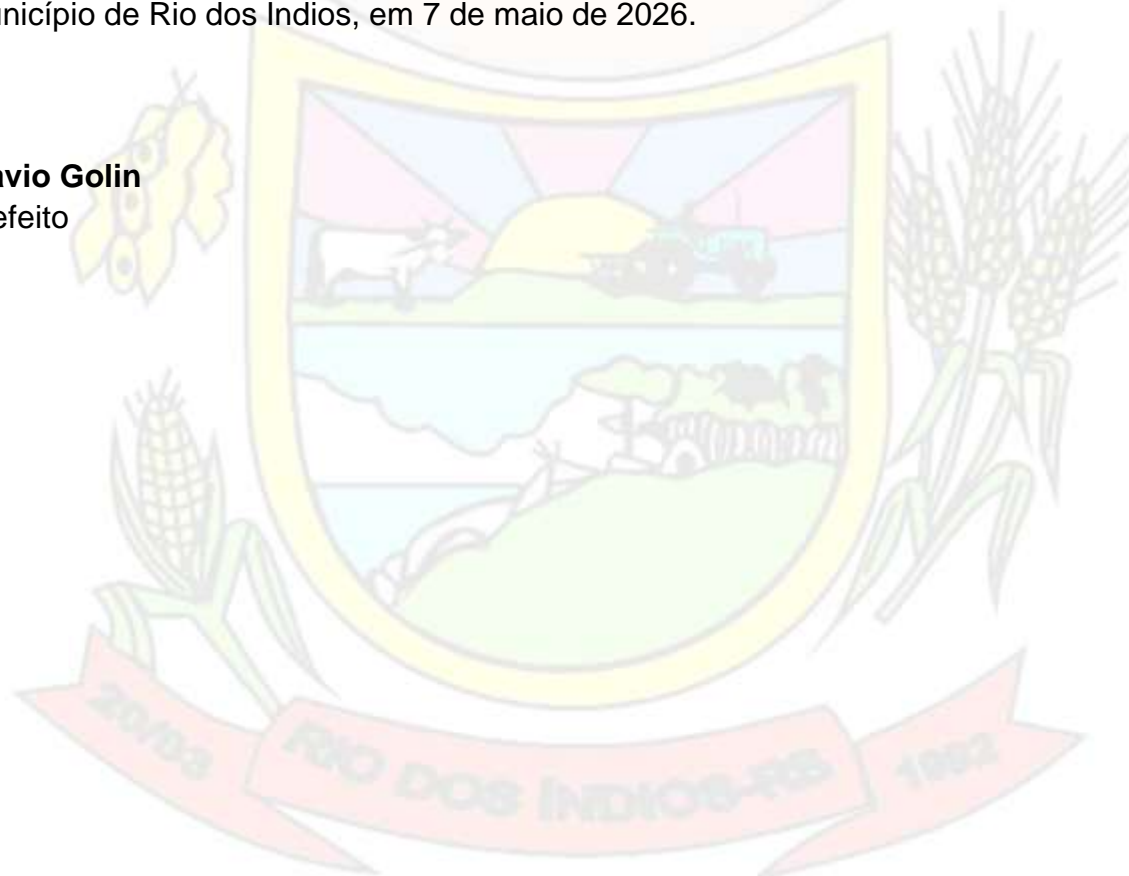 unicípio de Rio dos Indios, em 7 de maio de 2026.
avio Golin
efeito
20/03
RIO DOS ÍNDIOS-RS
1992